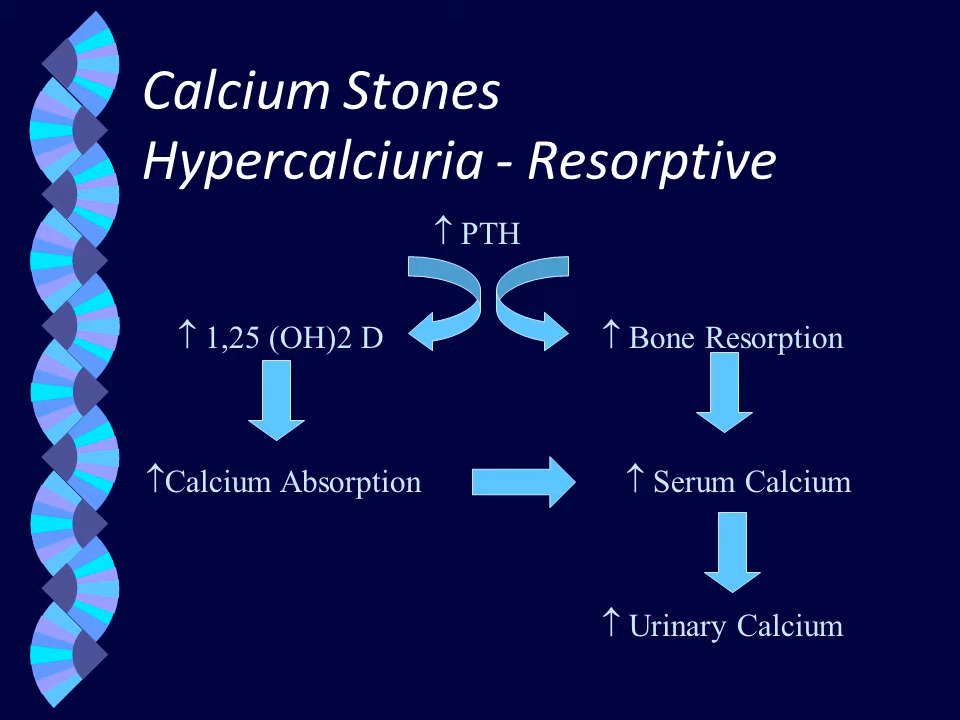 Calcium Stones
Hypercalciuria - Resorptive
↑ PTH
↑ 1,25 (OH)2 D
↑ Bone Resorption
↑Calcium Absorption
↑ Serum Calcium
↑ Urinary Calcium